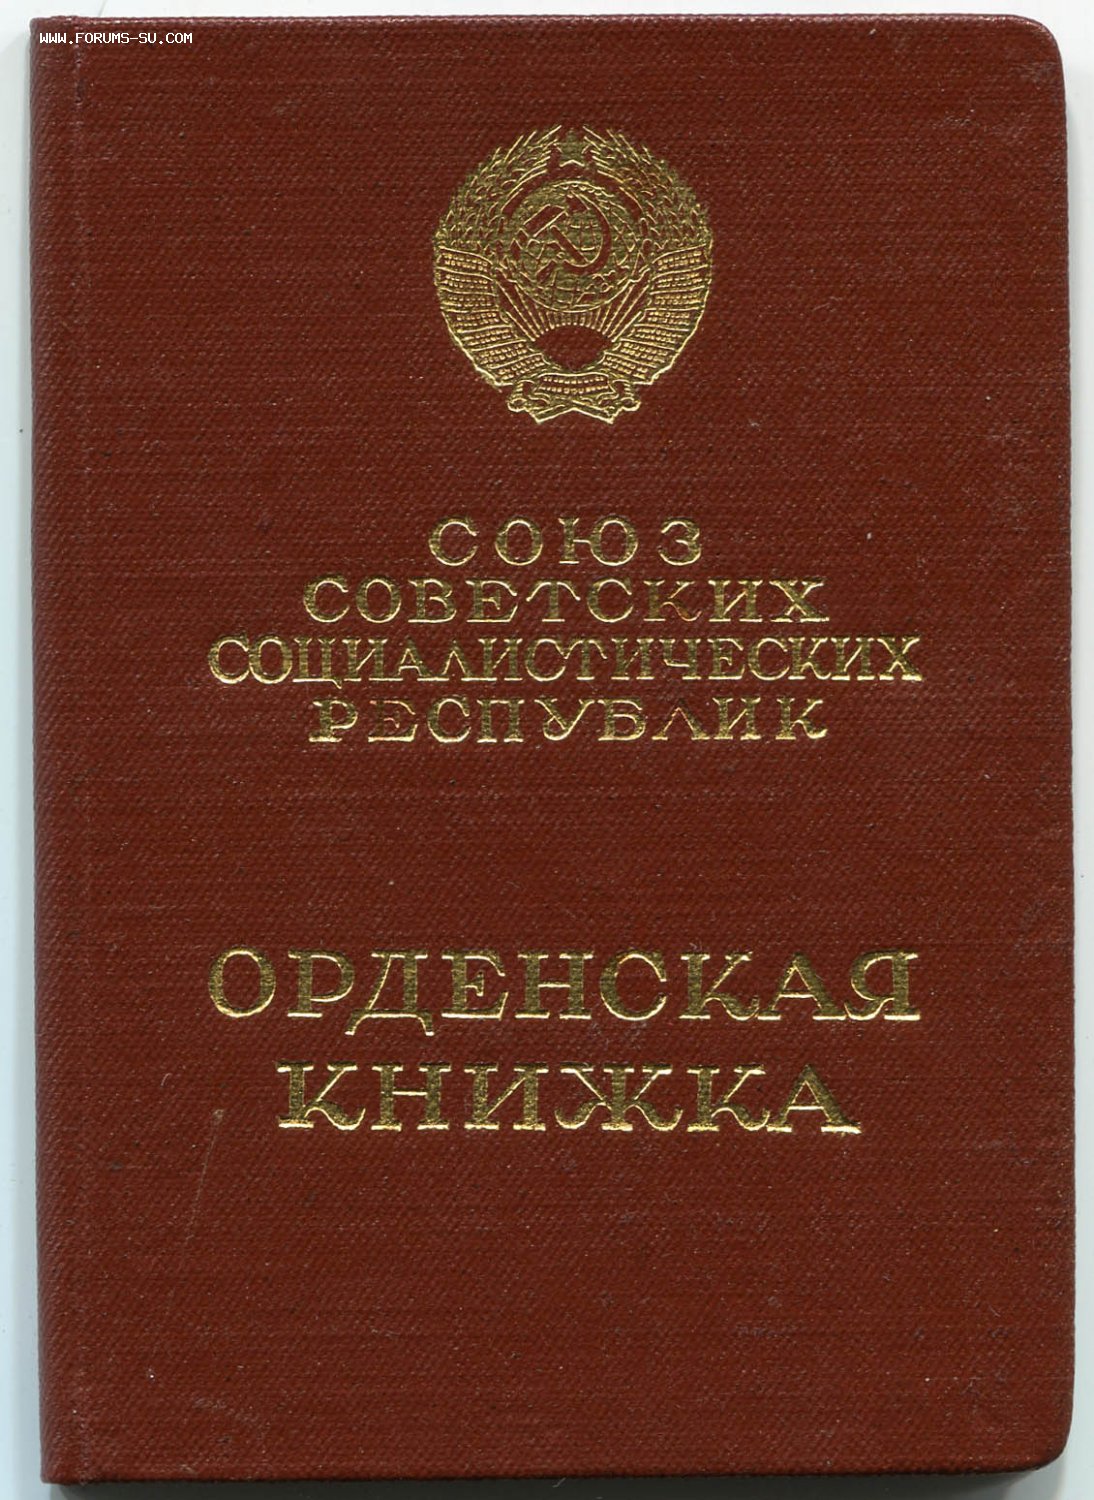 WWW.FORUMS-SU.COM
СОЮЗ
СОВЕТСКИХ
СОЦИАЛИСТИЧЕСКИХ
РЕСПУБЛИК
ОРДЕНСКАЯ
КНИЖКА